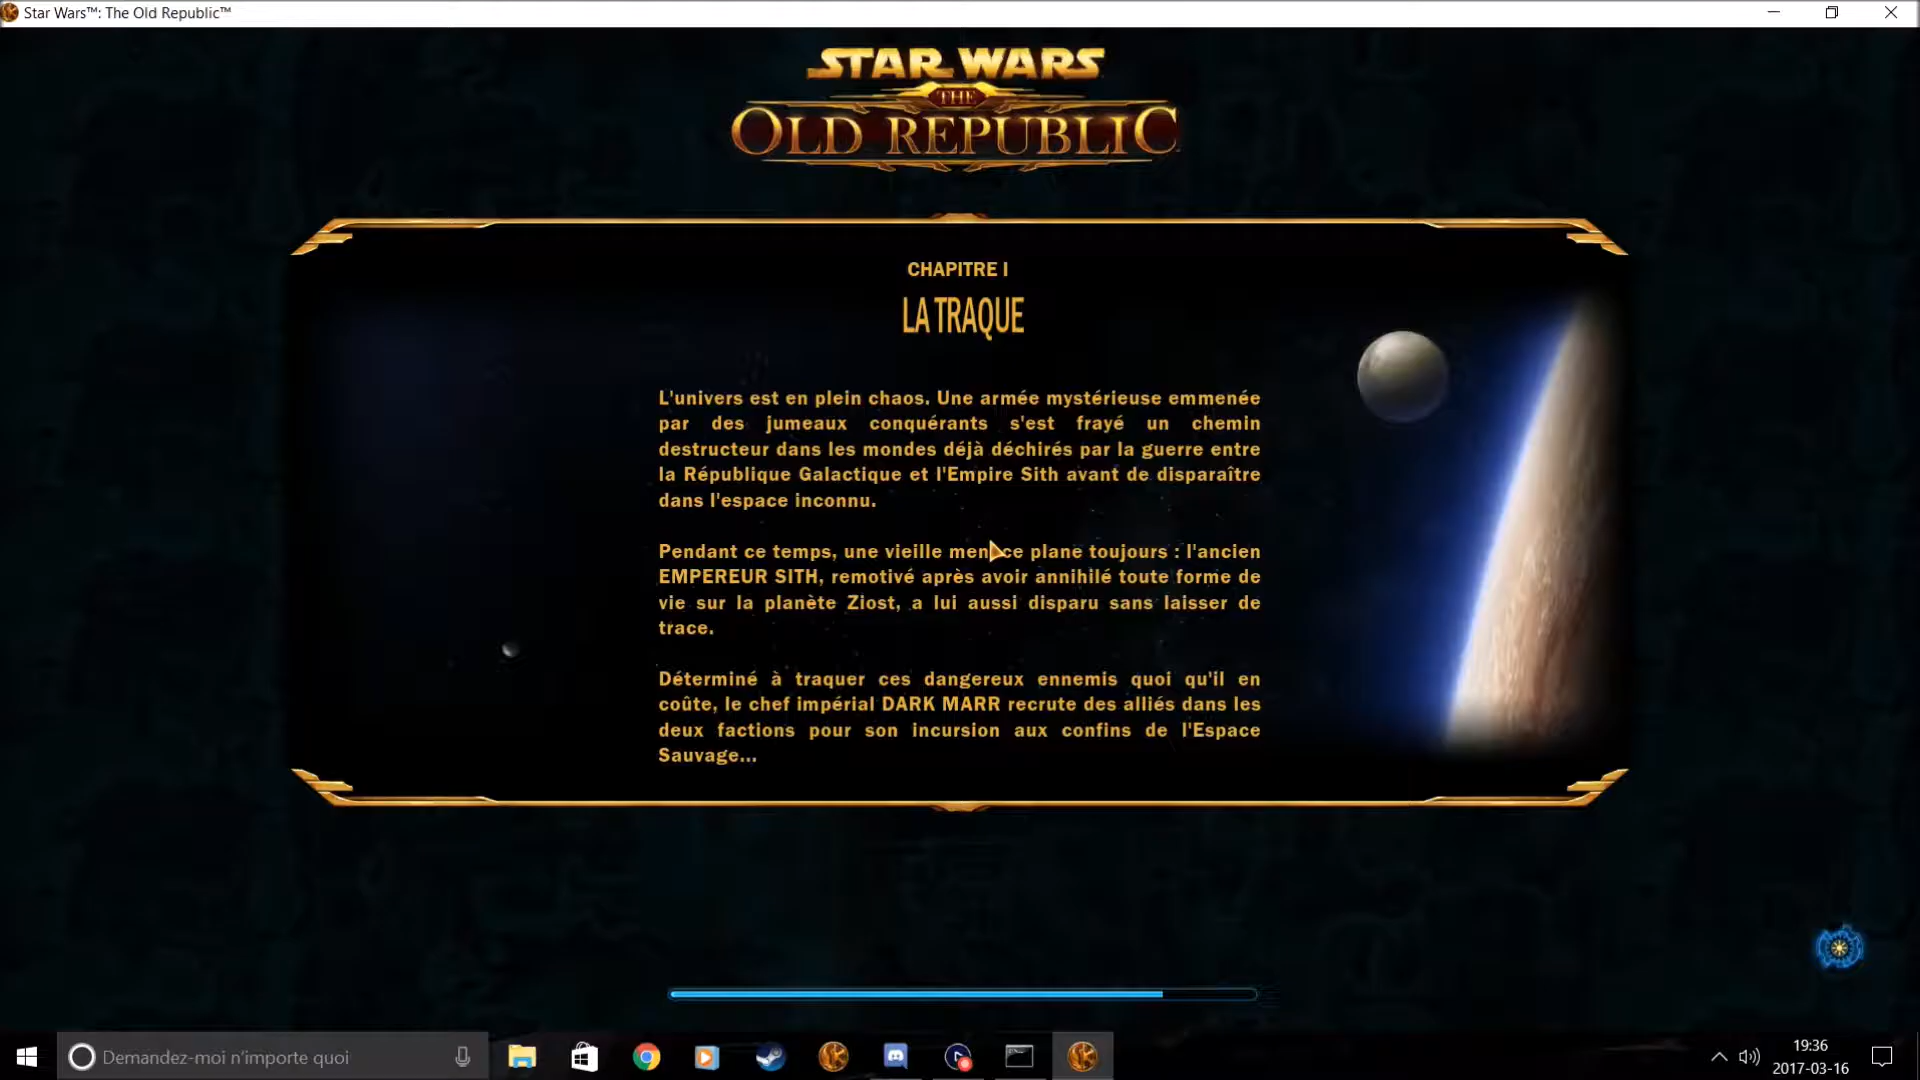 Star Wars™: The Old Republic™
STAR WARS
THE
OLD REPUBLIC
CHAPITRE I
LA TRAQUE
L'univers est en plein chaos. Une armée mystérieuse emmenée
par des jumeaux conquérants s'est frayé un chemin
destructeur dans les mondes déjà déchirés par la guerre entre
la République Galactique et l'Empire Sith avant de disparaître
dans l'espace inconnu.
Pendant ce temps, une vieille menace plane toujours : l'ancien
EMPEREUR SITH, remotivé après avoir annihilé toute forme de
vie sur la planète Ziost, a lui aussi disparu sans laisser de
trace.
Déterminé à traquer ces dangereux ennemis quoi qu'il en
coûte, le chef impérial DARK MARR recrute des alliés dans les
deux factions pour son incursion aux confins de l'Espace
Sauvage...
Demandez-moi n'importe quoi
19:36
2017-03-16